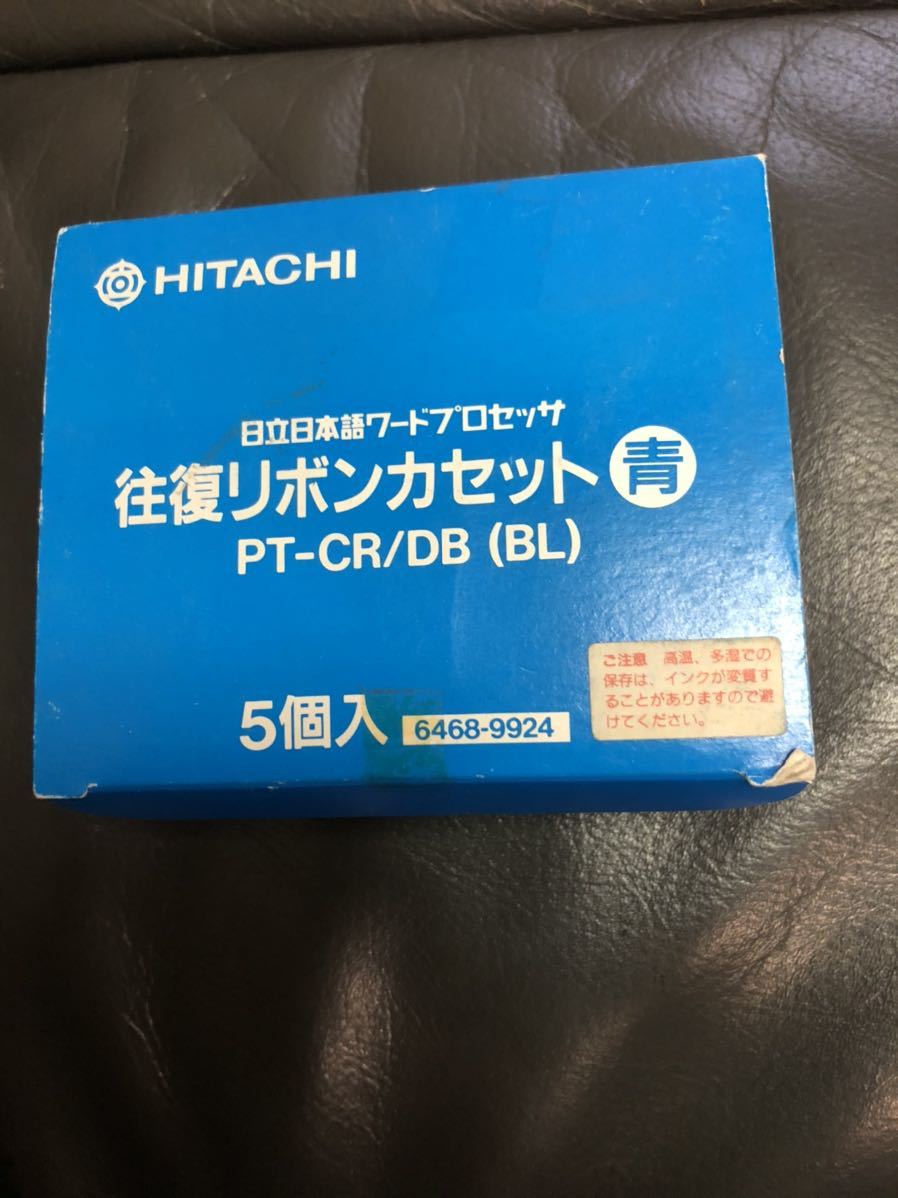 HITACHI
日立日本語ワードプロセッサ
往復リボンカセット 青
PT-CR/DB (BL)
5個入 6468-9924
ご注意 高温、多湿での
保存は、インクが変質す
ることがありますので避
けてください。